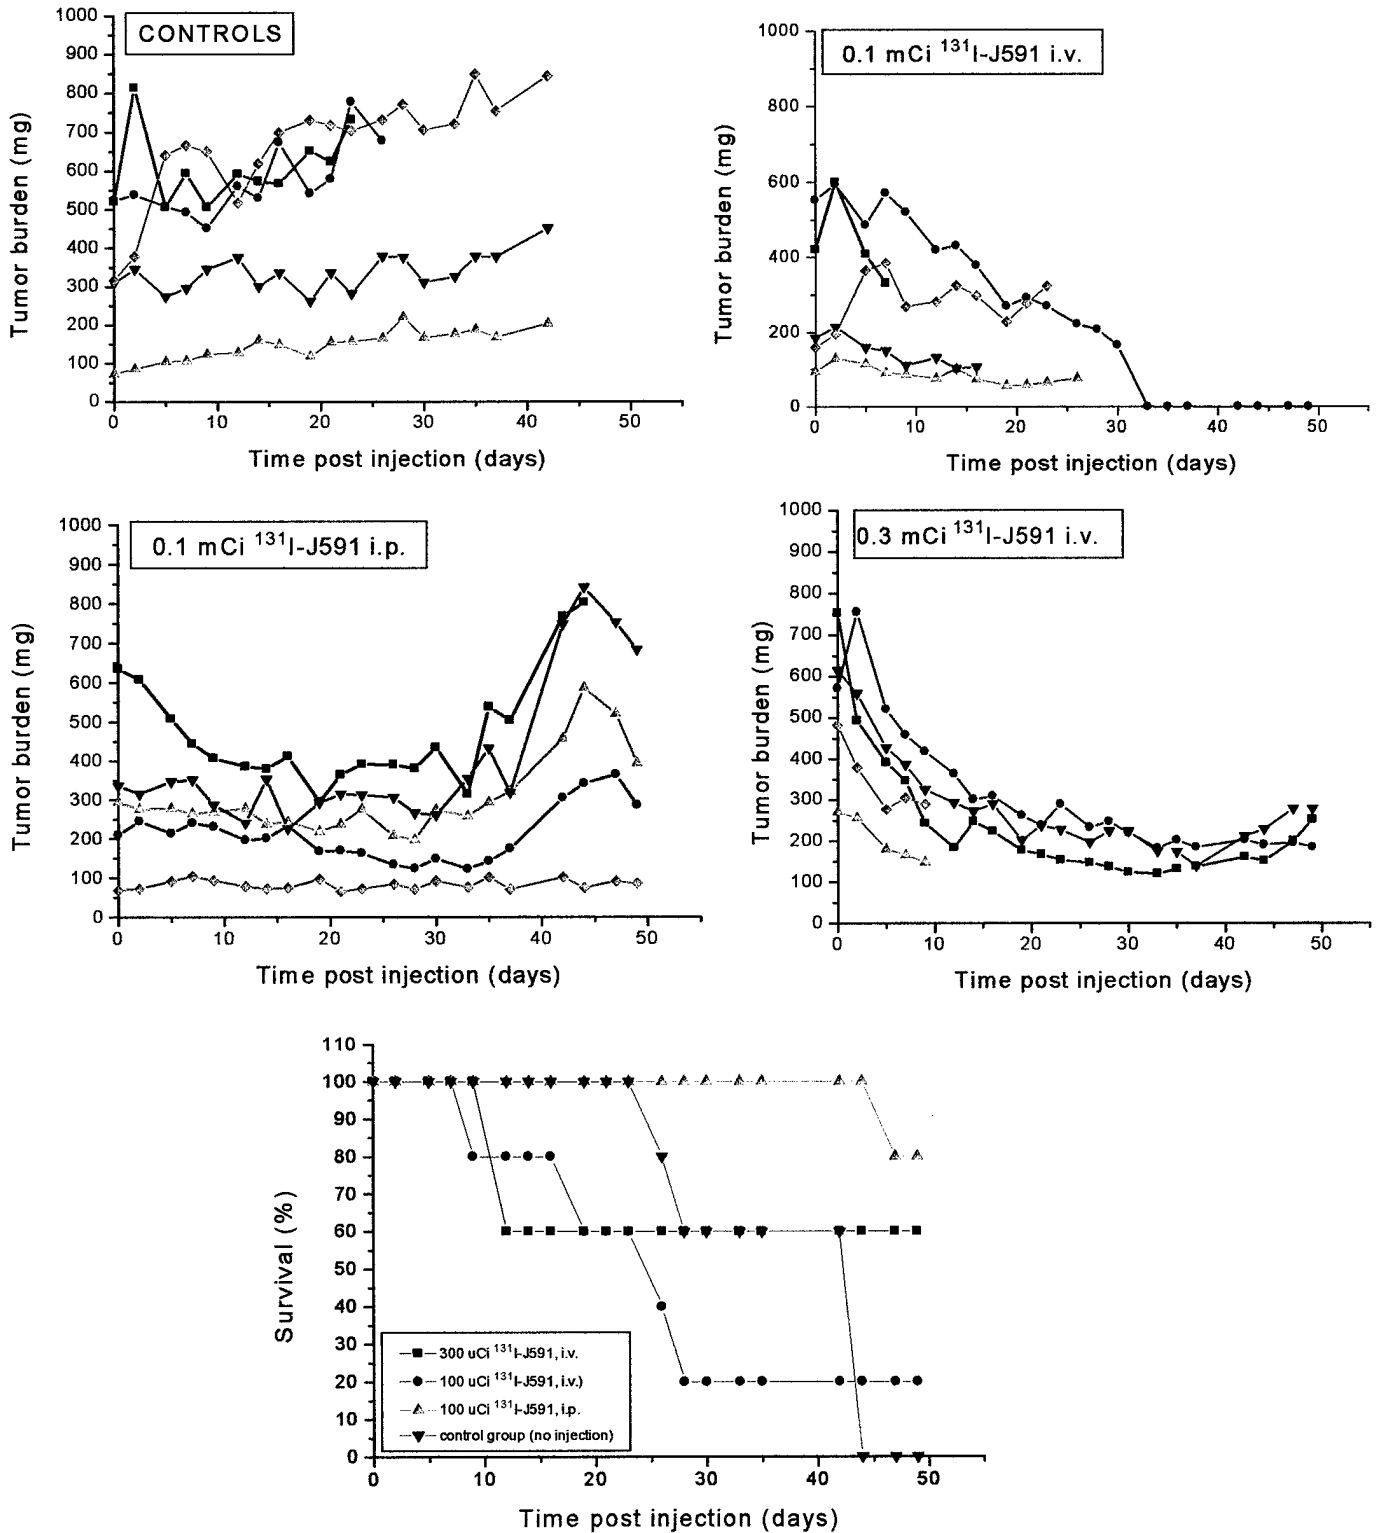 CONTROLS
1000
900
800
700
600
500
400
300
200
100
0
0 10 20 30 40 50
Tumor burden (mg)
Time post injection (days)
0.1 mCi ¹³¹I-J591 i.v.
1000
800
600
400
200
0
0 10 20 30 40 50
Tumor burden (mg)
Time post injection (days)
0.1 mCi ¹³¹I-J591 i.p.
1000
900
800
700
600
500
400
300
200
100
0
0 10 20 30 40 50
Tumor burden (mg)
Time post injection (days)
0.3 mCi ¹³¹I-J591 i.v.
1000
900
800
700
600
500
400
300
200
100
0
0 10 20 30 40 50
Tumor burden (mg)
Time post injection (days)
110
100
90
80
70
60
50
40
30
20
10
0
0 10 20 30 40 50
Survival (%)
300 uCi ¹³¹I-J591, i.v.
100 uCi ¹³¹I-J591, i.v.)
100 uCi ¹³¹I-J591, i.p.
control group (no injection)
Time post injection (days)